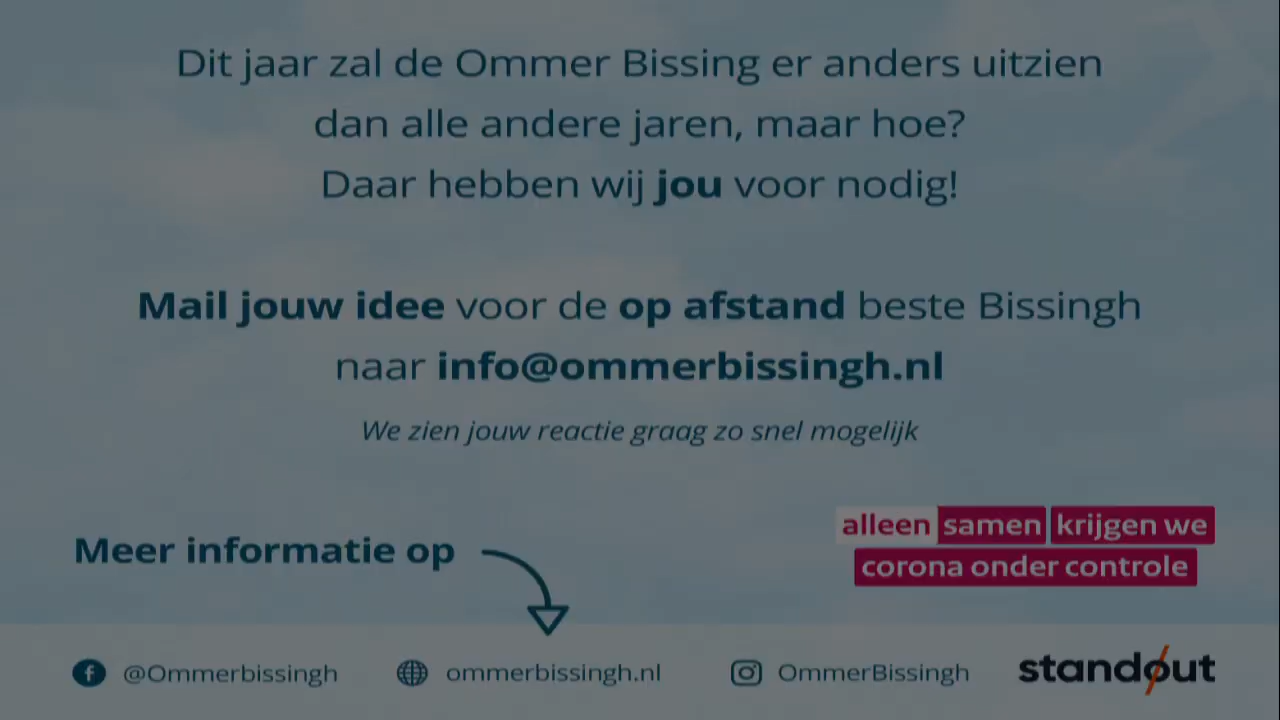 Dit jaar zal de Ommer Bissing er anders uitzien
dan alle andere jaren, maar hoe?
Daar hebben wij jou voor nodig!
Mail jouw idee voor de op afstand beste Bissingh
naar info@ommerbissingh.nl
We zien jouw reactie graag zo snel mogelijk
alleen samen krijgen we
corona onder controle
Meer informatie op
@Ommerbissingh
ommerbissingh.nl
OmmerBissingh
standout